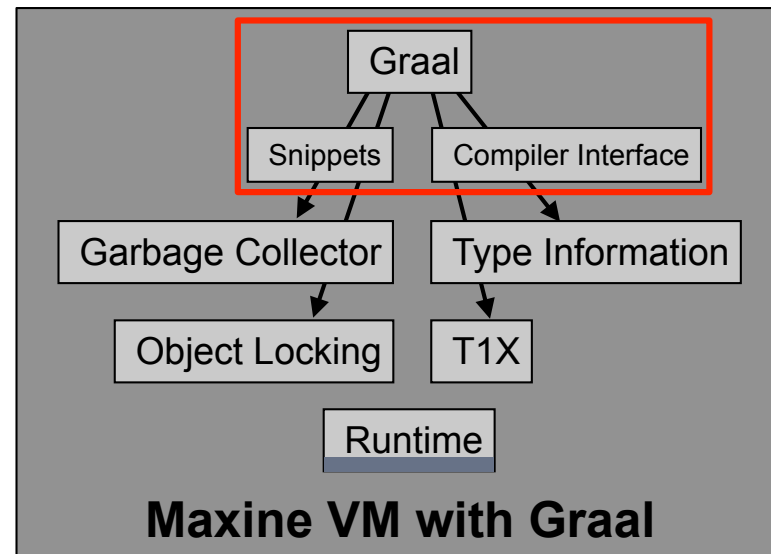 Graal
Snippets
Compiler Interface
Garbage Collector
Type Information
Object Locking
T1X
Runtime
Maxine VM with Graal